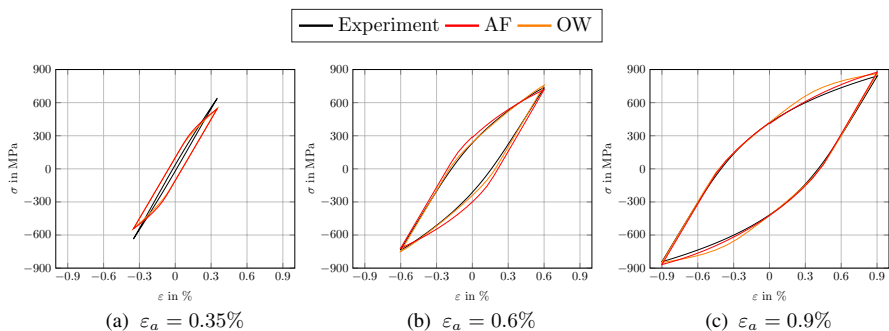 Experiment AF OW
900
600
300
0
−300
−600
−900
−0.9 −0.6 −0.3 0 0.3 0.6 0.9
σ in MPa
ε in %
(a) εa = 0.35%
900
600
300
0
−300
−600
−900
−0.9 −0.6 −0.3 0 0.3 0.6 0.9
σ in MPa
ε in %
(b) εa = 0.6%
900
600
300
0
−300
−600
−900
−0.9 −0.6 −0.3 0 0.3 0.6 0.9
σ in MPa
ε in %
(c) εa = 0.9%